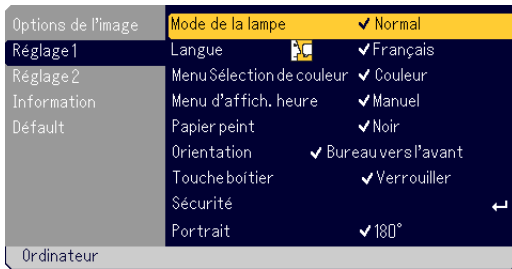 Options de l'image
Réglage 1
Réglage 2
Information
Défault
Mode de la lampe ✔ Normal
Langue ✔ Français
Menu Sélection de couleur ✔ Couleur
Menu d'affich. heure ✔ Manuel
Papier peint ✔ Noir
Orientation ✔ Bureau vers l'avant
Touche boîtier ✔ Verrouiller
Sécurité ↵
Portrait ✔ 180°
Ordinateur